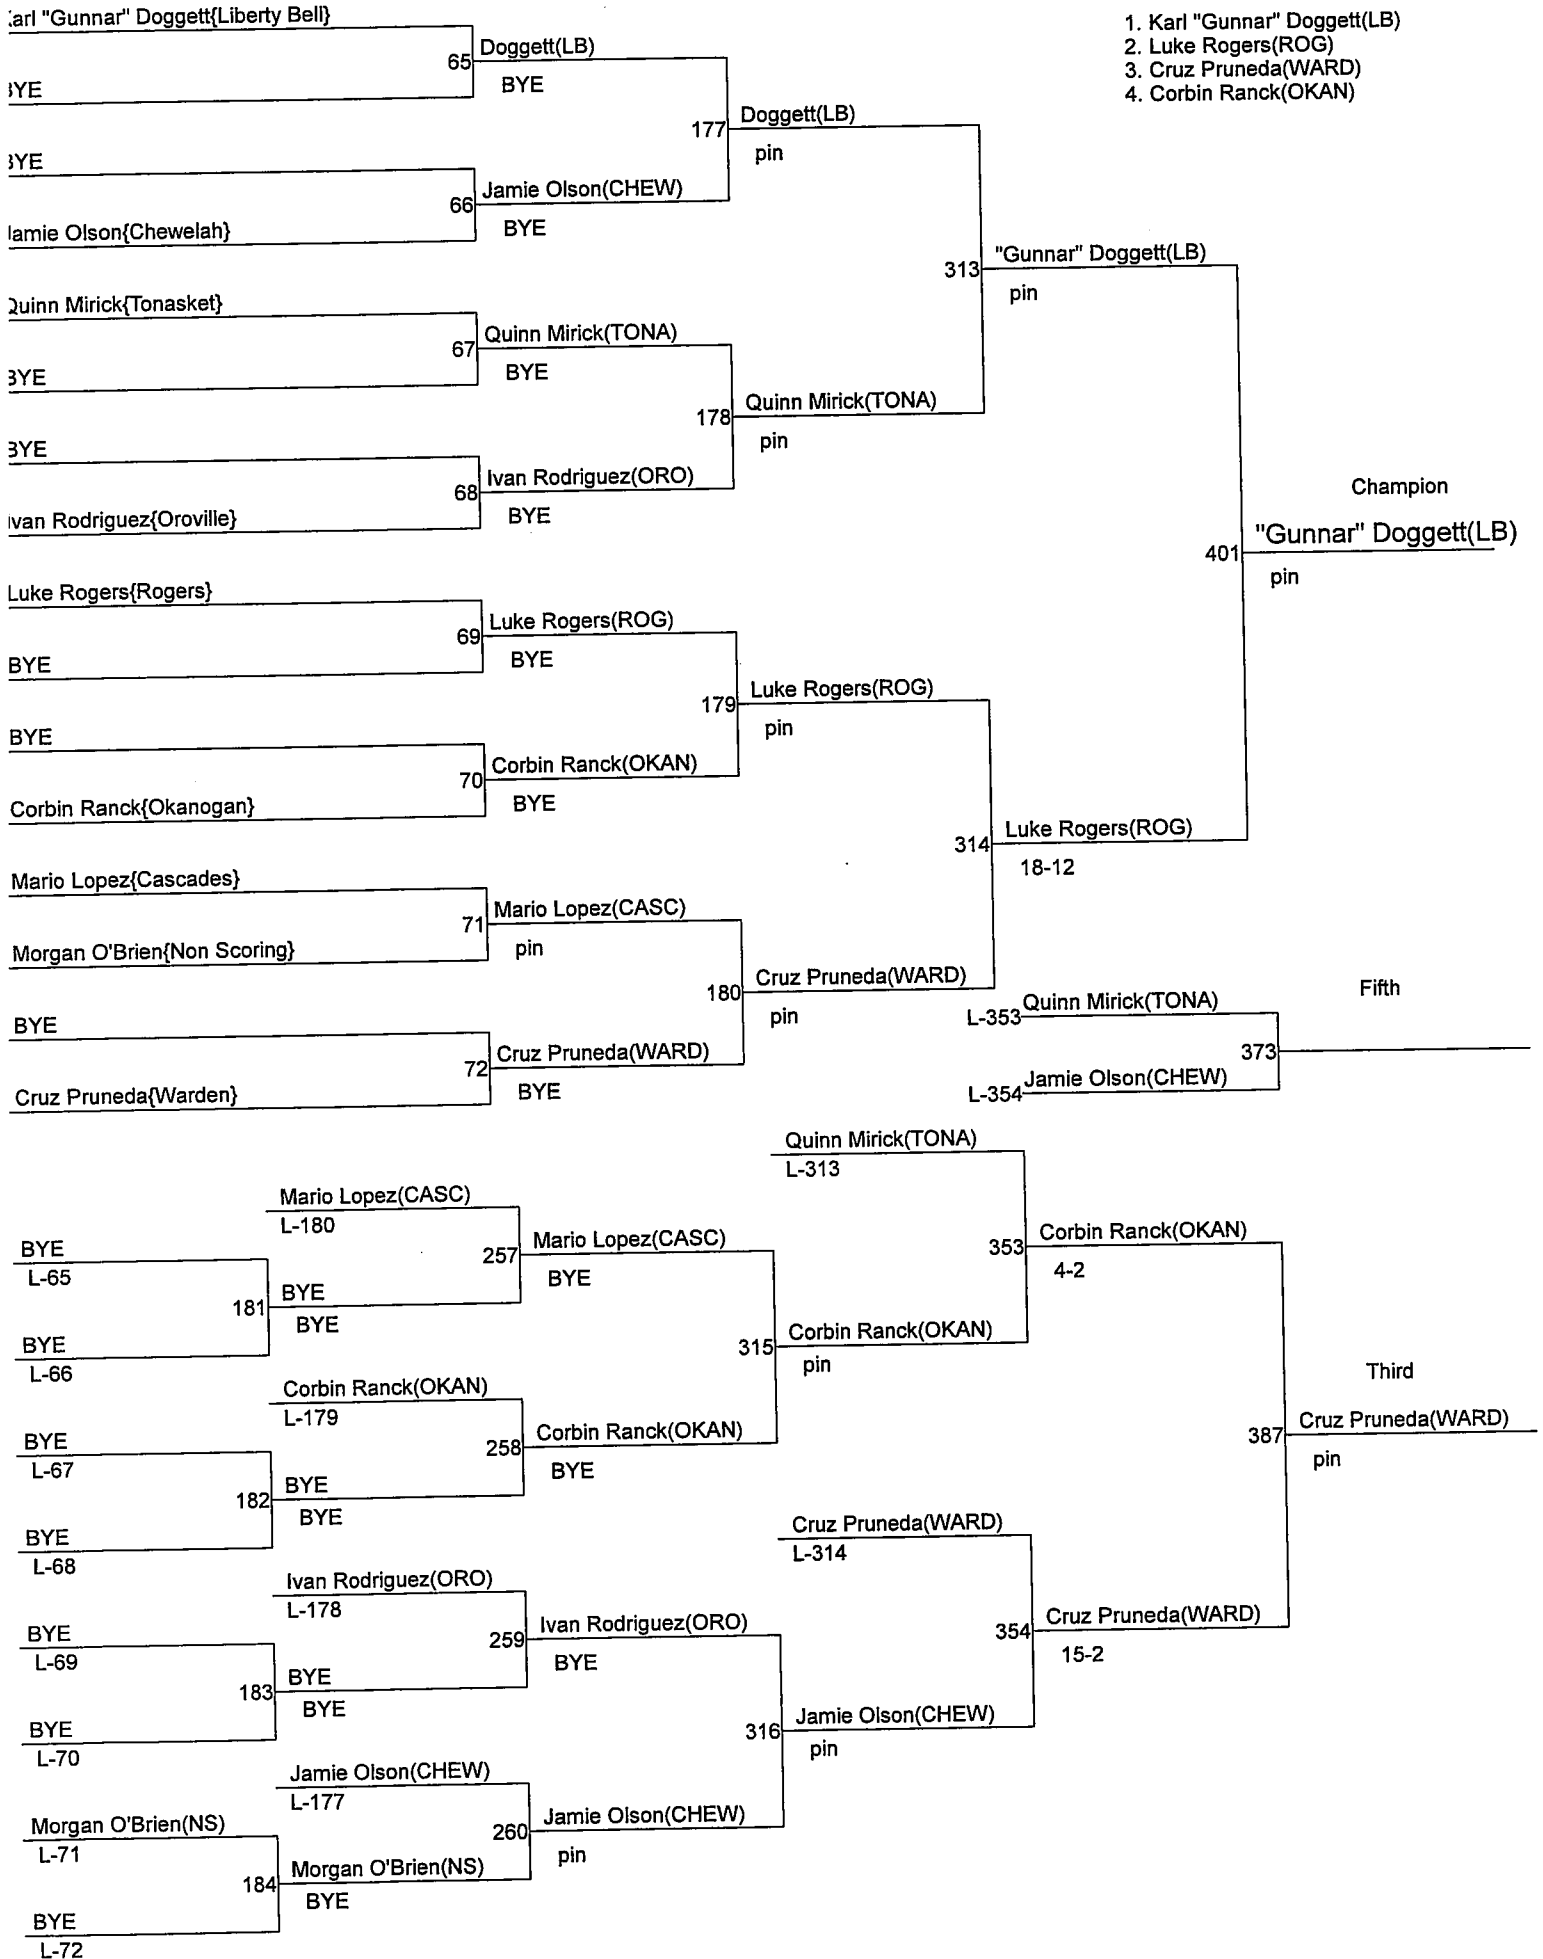 arl "Gunnar" Doggett{Liberty Bell}
1. Karl "Gunnar" Doggett(LB)
2. Luke Rogers(ROG)
3. Cruz Pruneda(WARD)
4. Corbin Ranck(OKAN)
65 Doggett(LB)
BYE
BYE
177 Doggett(LB)
pin
BYE
66 Jamie Olson(CHEW)
BYE
Jamie Olson{Chewelah}
313 "Gunnar" Doggett(LB)
pin
Quinn Mirick{Tonasket}
67 Quinn Mirick(TONA)
BYE
BYE
178 Quinn Mirick(TONA)
pin
BYE
68 Ivan Rodriguez(ORO)
BYE
Ivan Rodriguez{Oroville}
Champion
401 "Gunnar" Doggett(LB)
pin
Luke Rogers{Rogers}
69 Luke Rogers(ROG)
BYE
BYE
179 Luke Rogers(ROG)
pin
BYE
70 Corbin Ranck(OKAN)
BYE
Corbin Ranck{Okanogan}
314 Luke Rogers(ROG)
18-12
Mario Lopez{Cascades}
71 Mario Lopez(CASC)
pin
Morgan O'Brien{Non Scoring}
180 Cruz Pruneda(WARD)
pin
BYE
72 Cruz Pruneda(WARD)
BYE
Cruz Pruneda{Warden}
Fifth
L-353 Quinn Mirick(TONA)
373
L-354 Jamie Olson(CHEW)
Quinn Mirick(TONA)
L-313
Mario Lopez(CASC)
L-180
257 Mario Lopez(CASC)
BYE
BYE
L-65
181 BYE
BYE
BYE
L-66
353 Corbin Ranck(OKAN)
4-2
315 Corbin Ranck(OKAN)
pin
Corbin Ranck(OKAN)
L-179
258 Corbin Ranck(OKAN)
BYE
BYE
L-67
182 BYE
BYE
BYE
L-68
Third
387 Cruz Pruneda(WARD)
pin
Cruz Pruneda(WARD)
L-314
Ivan Rodriguez(ORO)
L-178
259 Ivan Rodriguez(ORO)
BYE
BYE
L-69
183 BYE
BYE
BYE
L-70
354 Cruz Pruneda(WARD)
15-2
316 Jamie Olson(CHEW)
pin
Jamie Olson(CHEW)
L-177
260 Jamie Olson(CHEW)
pin
Morgan O'Brien(NS)
L-71
184 Morgan O'Brien(NS)
BYE
BYE
L-72